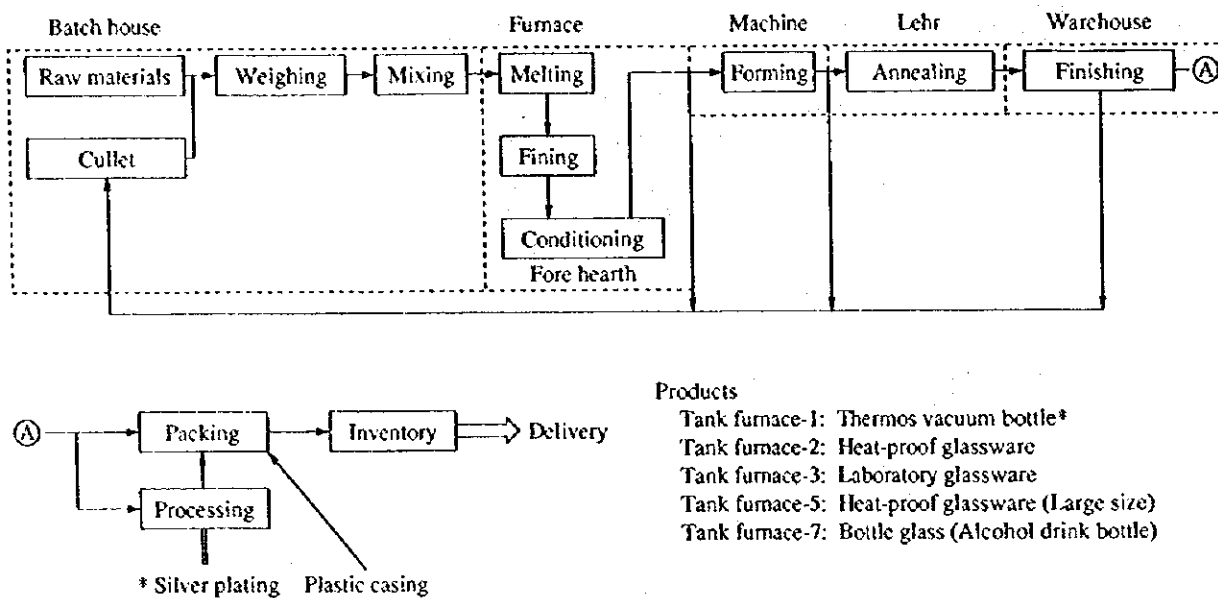 Batch house
Furnace
Machine
Lehr
Warehouse
Raw materials
Weighing
Mixing
Melting
Forming
Annealing
Finishing
A
Cullet
Fining
Conditioning
Fore hearth
A
Packing
Inventory
Delivery
Processing
* Silver plating
Plastic casing
Products
Tank furnace-1: Thermos vacuum bottle*
Tank furnace-2: Heat-proof glassware
Tank furnace-3: Laboratory glassware
Tank furnace-5: Heat-proof glassware (Large size)
Tank furnace-7: Bottle glass (Alcohol drink bottle)